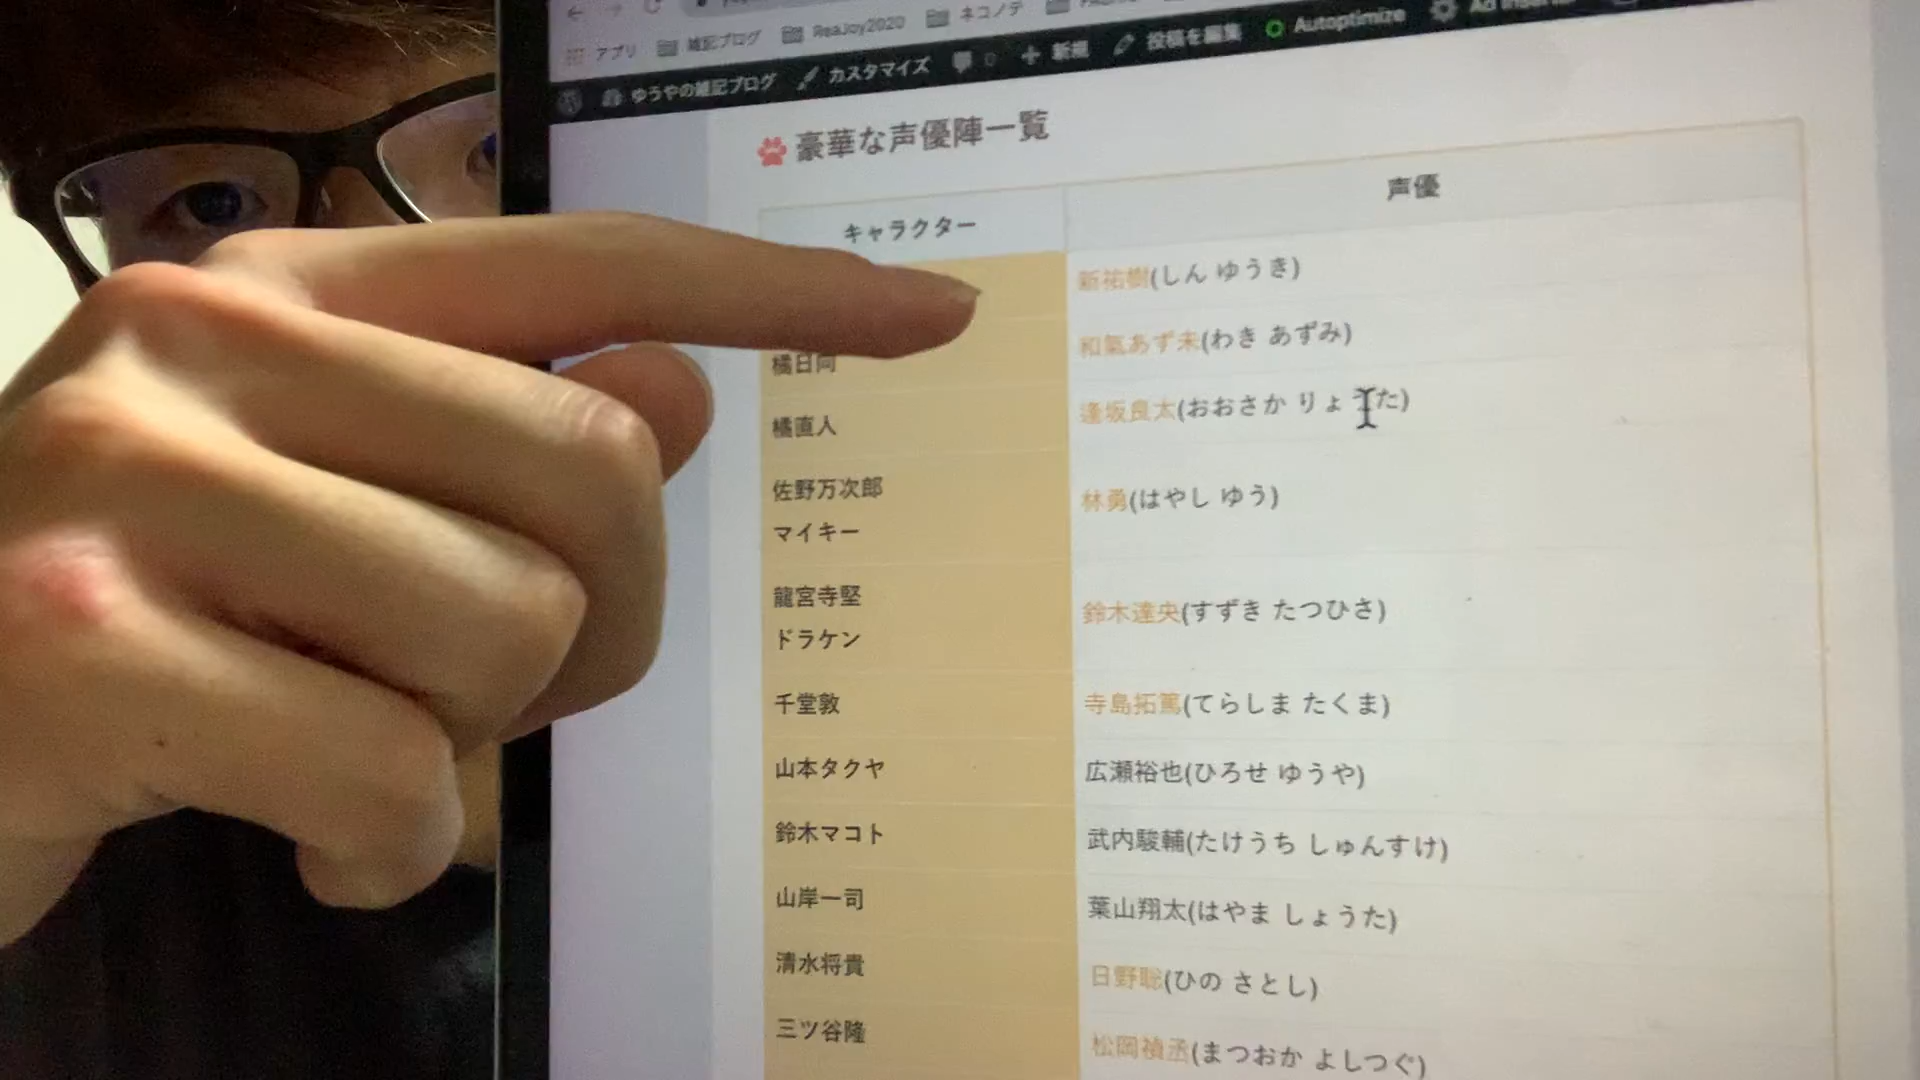 アプリ 雑記ブログ ReaJoy2020 ネコノテ
ゆうやの雑記ブログ カスタマイズ 0 新規 投稿を編集 Autoptimize
豪華な声優陣一覧
キャラクター 声優
新祐樹(しん ゆうき)
橘日向 和氣あず未(わき あずみ)
橘直人 逢坂良太(おおさか りょうた)
佐野万次郎
マイキー
林勇(はやし ゆう)
龍宮寺堅
ドラケン
鈴木達央(すずき たつひさ)
千堂敦 寺島拓篤(てらしま たくま)
山本タクヤ 広瀬裕也(ひろせ ゆうや)
鈴木マコト 武内駿輔(たけうち しゅんすけ)
山岸一司 葉山翔太(はやま しょうた)
清水将貴 日野聡(ひの さとし)
三ツ谷隆 松岡禎丞(まつおか よしつぐ)